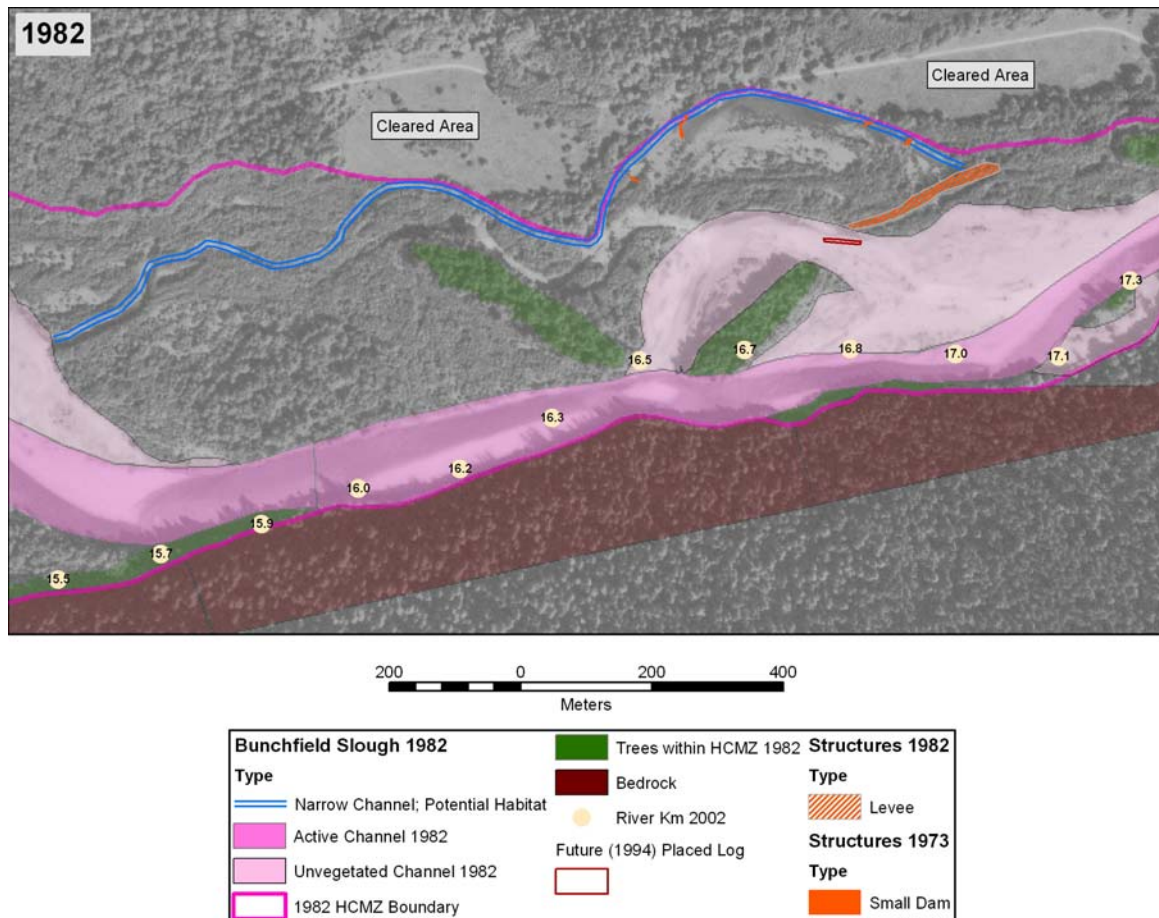 1982
Cleared Area
Cleared Area
17.3
16.5
16.7
16.8
17.0
17.1
16.3
16.2
16.0
15.9
15.7
15.5
200 0 200 400
Meters
Bunchfield Slough 1982
Type
Narrow Channel; Potential Habitat
Active Channel 1982
Unvegetated Channel 1982
1982 HCMZ Boundary
Trees within HCMZ 1982
Bedrock
River Km 2002
Future (1994) Placed Log
Structures 1982
Type
Levee
Structures 1973
Type
Small Dam